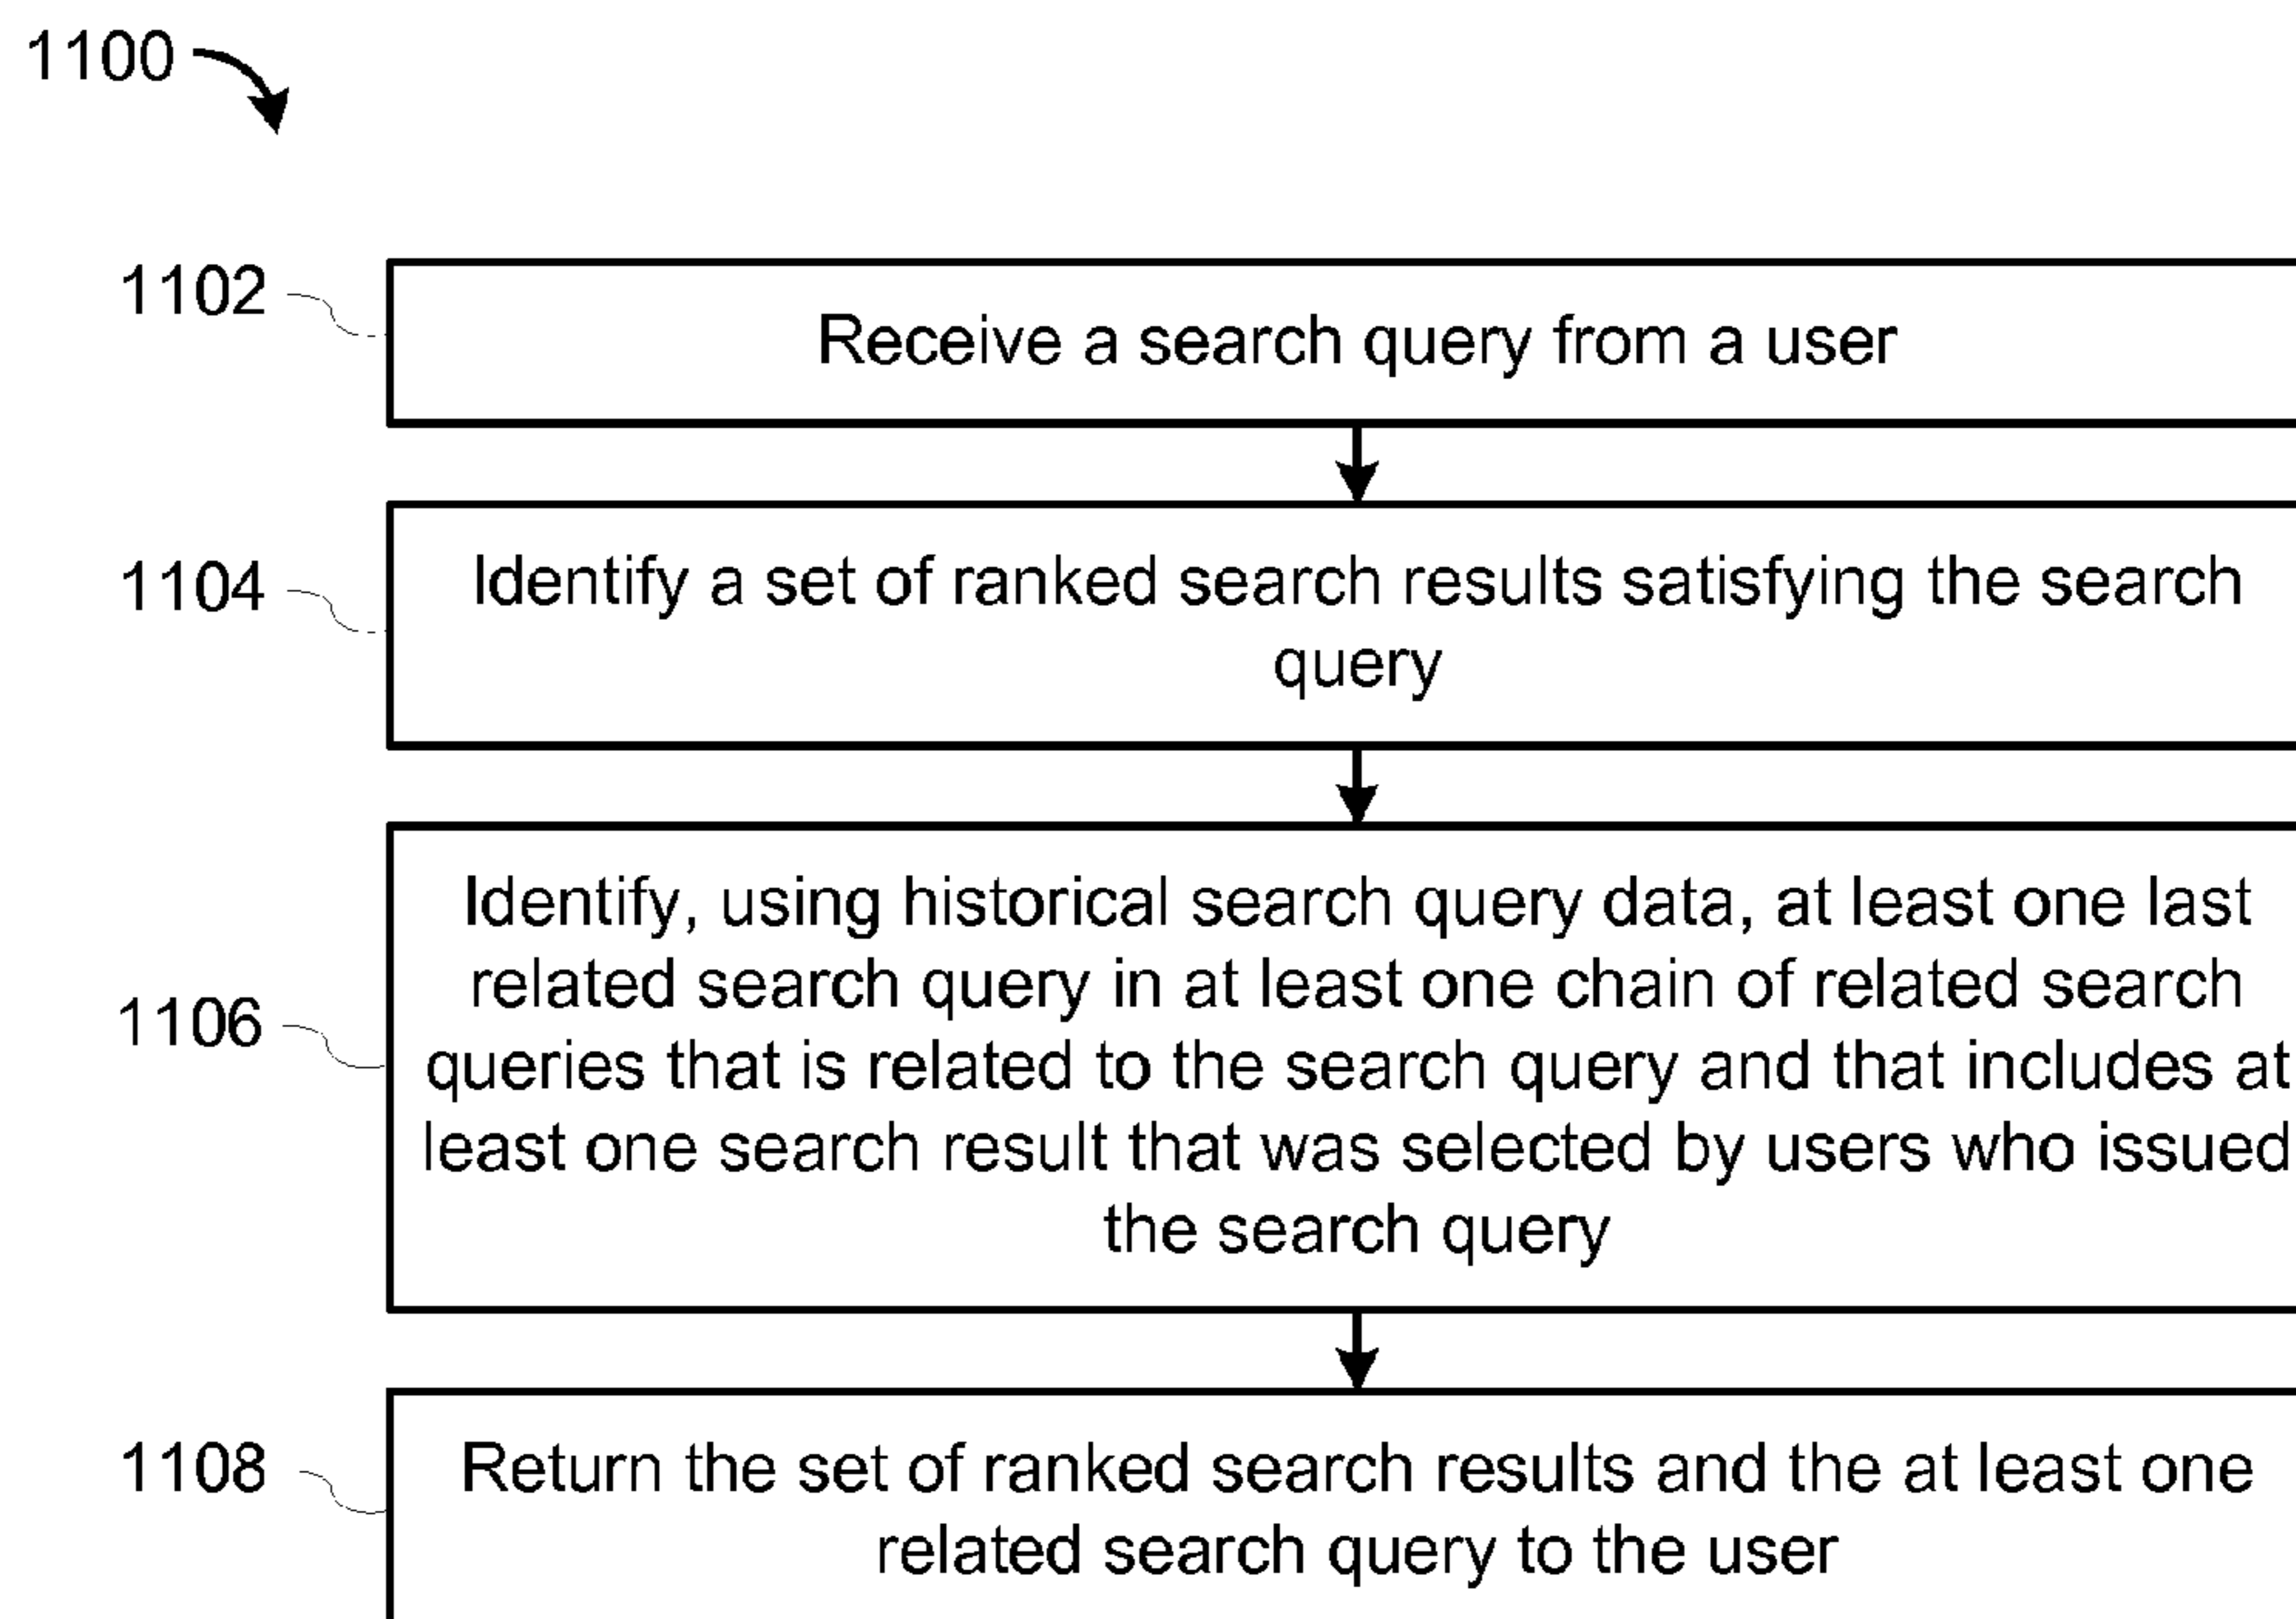 1100
1102
Receive a search query from a user
1104
Identify a set of ranked search results satisfying the search
query
Identify, using historical search query data, at least one last
related search query in at least one chain of related search
1106
queries that is related to the search query and that includes at
least one search result that was selected by users who issued
the search query
1108
Return the set of ranked search results and the at least one
related search query to the user